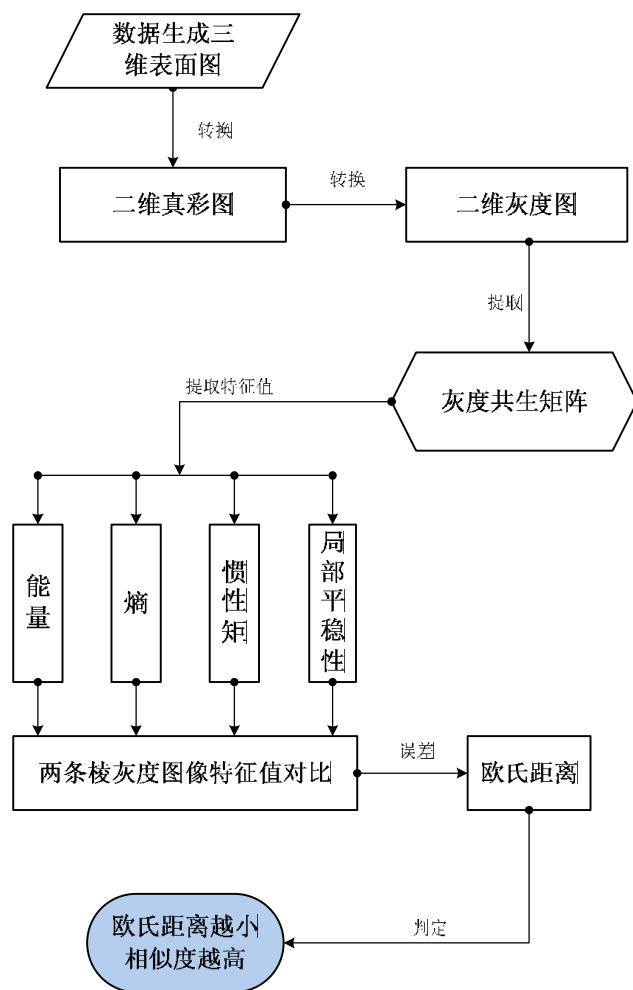 数据生成三
维表面图
转换
二维真彩图
转换
二维灰度图
提取
灰度共生矩阵
提取特征值
能量
熵
惯性矩
局部平稳性
两条棱灰度图像特征值对比
误差
欧氏距离
判定
欧氏距离越小
相似度越高